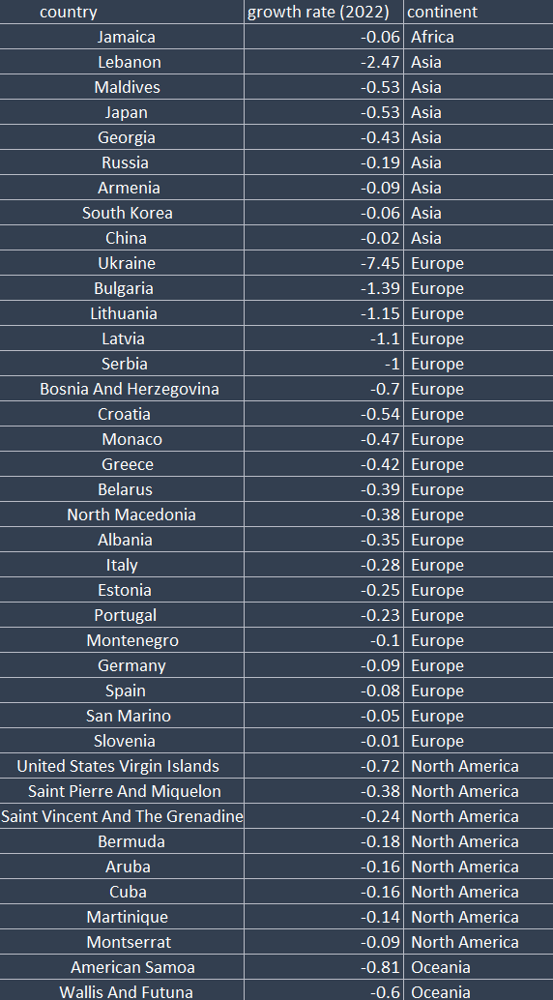 country growth rate (2022) continent
Jamaica -0.06 Africa
Lebanon -2.47 Asia
Maldives -0.53 Asia
Japan -0.53 Asia
Georgia -0.43 Asia
Russia -0.19 Asia
Armenia -0.09 Asia
South Korea -0.06 Asia
China -0.02 Asia
Ukraine -7.45 Europe
Bulgaria -1.39 Europe
Lithuania -1.15 Europe
Latvia -1.1 Europe
Serbia -1 Europe
Bosnia And Herzegovina -0.7 Europe
Croatia -0.54 Europe
Monaco -0.47 Europe
Greece -0.42 Europe
Belarus -0.39 Europe
North Macedonia -0.38 Europe
Albania -0.35 Europe
Italy -0.28 Europe
Estonia -0.25 Europe
Portugal -0.23 Europe
Montenegro -0.1 Europe
Germany -0.09 Europe
Spain -0.08 Europe
San Marino -0.05 Europe
Slovenia -0.01 Europe
United States Virgin Islands -0.72 North America
Saint Pierre And Miquelon -0.38 North America
Saint Vincent And The Grenadine -0.24 North America
Bermuda -0.18 North America
Aruba -0.16 North America
Cuba -0.16 North America
Martinique -0.14 North America
Montserrat -0.09 North America
American Samoa -0.81 Oceania
Wallis And Futuna -0.6 Oceania